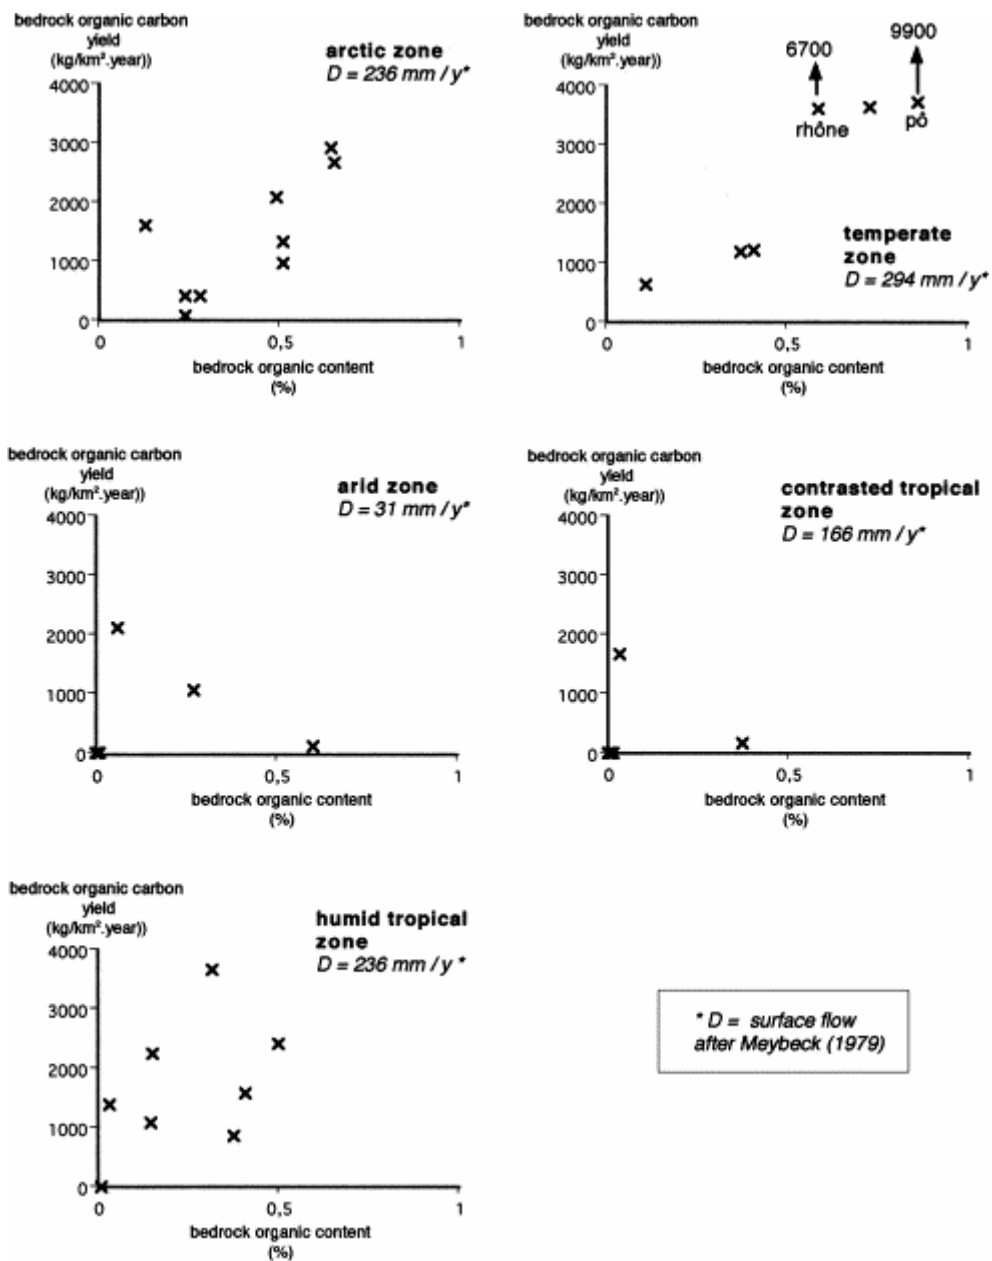 bedrock organic carbon
yield
(kg/km².year))
arctic zone
D = 236 mm / y*
4000
3000
2000
1000
0
0
0,5
1
bedrock organic content
(%)
bedrock organic carbon
yield
(kg/km².year))
6700
9900
4000
3000
2000
1000
0
rhône
pô
temperate
zone
D = 294 mm / y*
0
0,5
1
bedrock organic content
(%)
bedrock organic carbon
yield
(kg/km².year))
arid zone
D = 31 mm / y*
4000
3000
2000
1000
0
0
0,5
1
bedrock organic content
(%)
bedrock organic carbon
yield
(kg/km².year))
contrasted tropical
zone
D = 166 mm / y*
4000
3000
2000
1000
0
0
0,5
1
bedrock organic content
(%)
bedrock organic carbon
yield
(kg/km².year))
humid tropical
zone
D = 236 mm / y *
4000
3000
2000
1000
0
0
0,5
1
bedrock organic content
(%)
* D = surface flow
after Meybeck (1979)